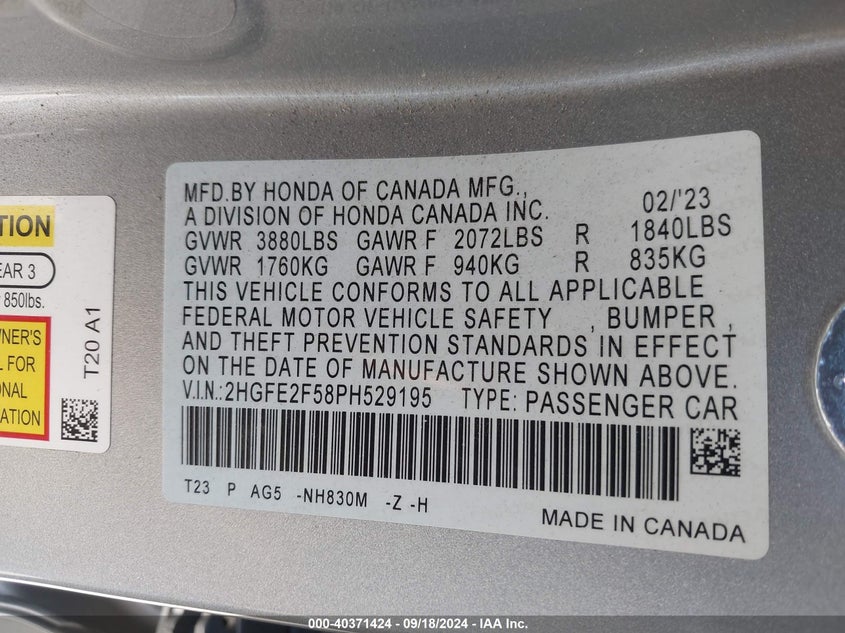 MFD.BY HONDA OF CANADA MFG.,
A DIVISION OF HONDA CANADA INC. 02/'23
GVWR 3880LBS GAWR F 2072LBS R 1840LBS
GVWR 1760KG GAWR F 940KG R 835KG
THIS VEHICLE CONFORMS TO ALL APPLICABLE
FEDERAL MOTOR VEHICLE SAFETY , BUMPER ,
AND THEFT PREVENTION STANDARDS IN EFFECT
ON THE DATE OF MANUFACTURE SHOWN ABOVE.
V.I.N.:2HGFE2F58PH529195 TYPE: PASSENGER CAR
T23 P AG5 -NH830M -Z -H
MADE IN CANADA
TION
EAR 3
850lbs.
WNER'S
L FOR
ONAL
ATION
T20 A1
000-40371424 - 09/18/2024 - IAA Inc.